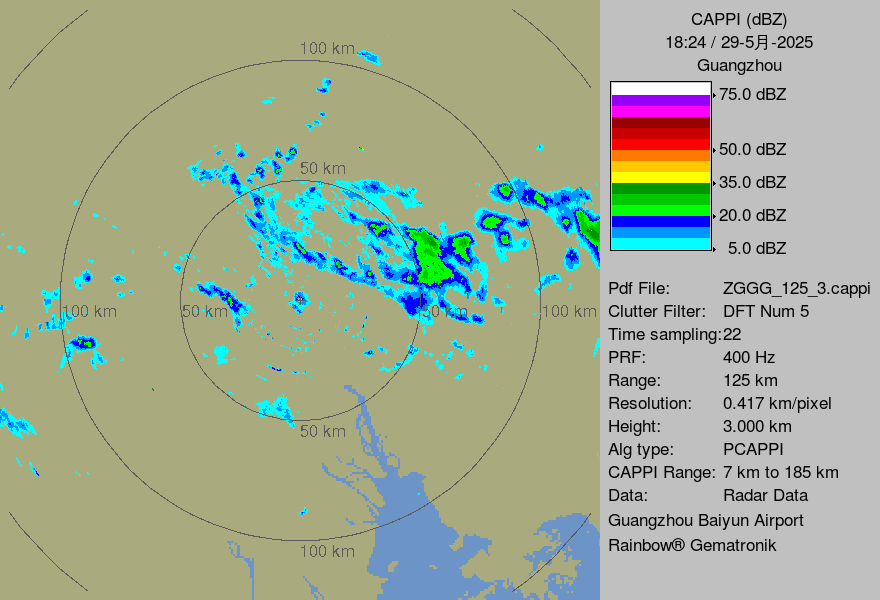 CAPPI (dBZ)
18:24 / 29-5月-2025
Guangzhou
75.0 dBZ
50.0 dBZ
35.0 dBZ
20.0 dBZ
5.0 dBZ
Pdf File: ZGGG_125_3.cappi
Clutter Filter: DFT Num 5
Time sampling:22
PRF: 400 Hz
Range: 125 km
Resolution: 0.417 km/pixel
Height: 3.000 km
Alg type: PCAPPI
CAPPI Range: 7 km to 185 km
Data: Radar Data
Guangzhou Baiyun Airport
Rainbow® Gematronik
100 km
50 km
100 km
50 km
50 km
100 km
50 km
100 km